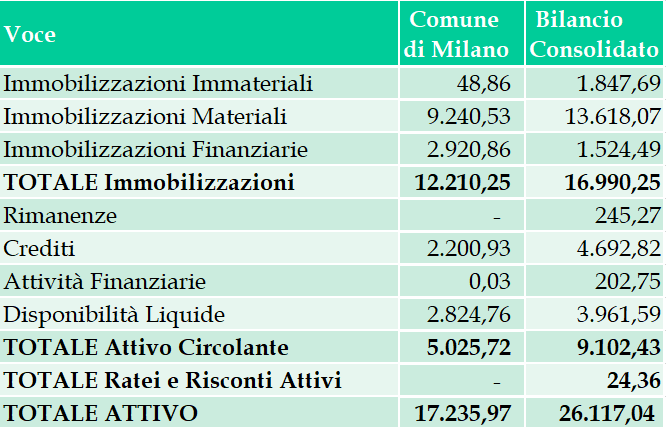 Voce Comune di Milano Bilancio Consolidato
Immobilizzazioni Immateriali 48,86 1.847,69
Immobilizzazioni Materiali 9.240,53 13.618,07
Immobilizzazioni Finanziarie 2.920,86 1.524,49
TOTALE Immobilizzazioni 12.210,25 16.990,25
Rimanenze - 245,27
Crediti 2.200,93 4.692,82
Attività Finanziarie 0,03 202,75
Disponibilità Liquide 2.824,76 3.961,59
TOTALE Attivo Circolante 5.025,72 9.102,43
TOTALE Ratei e Risconti Attivi - 24,36
TOTALE ATTIVO 17.235,97 26.117,04